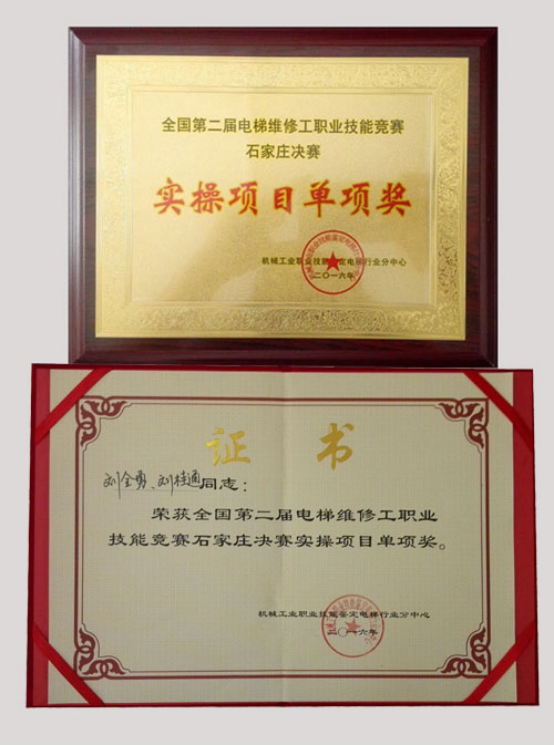 全国第二届电梯维修工职业技能竞赛
石家庄决赛
实操项目单项奖
机械工业职业技能鉴定电梯行业分中心
二〇一六年
证 书
刘全勇、刘桂通同志：
荣获全国第二届电梯维修工职业
技能竞赛石家庄决赛实操项目单项奖。
机械工业职业技能鉴定电梯行业分中心
二〇一六年